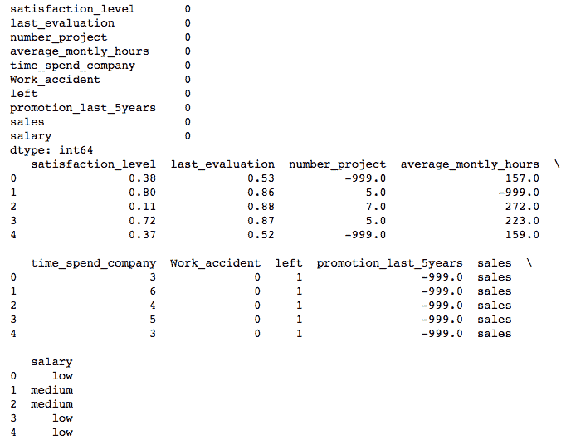 satisfaction_level 0
last_evaluation 0
number_project 0
average_montly_hours 0
time_spend_company 0
Work_accident 0
left 0
promotion_last_5years 0
sales 0
salary 0
dtype: int64
satisfaction_level last_evaluation number_project average_montly_hours \
0 0.38 0.53 -999.0 157.0
1 0.80 0.86 5.0 -999.0
2 0.11 0.88 7.0 272.0
3 0.72 0.87 5.0 223.0
4 0.37 0.52 -999.0 159.0
time_spend_company Work_accident left promotion_last_5years sales \
0 3 0 1 -999.0 sales
1 6 0 1 -999.0 sales
2 4 0 1 -999.0 sales
3 5 0 1 -999.0 sales
4 3 0 1 -999.0 sales
salary
0 low
1 medium
2 medium
3 low
4 low